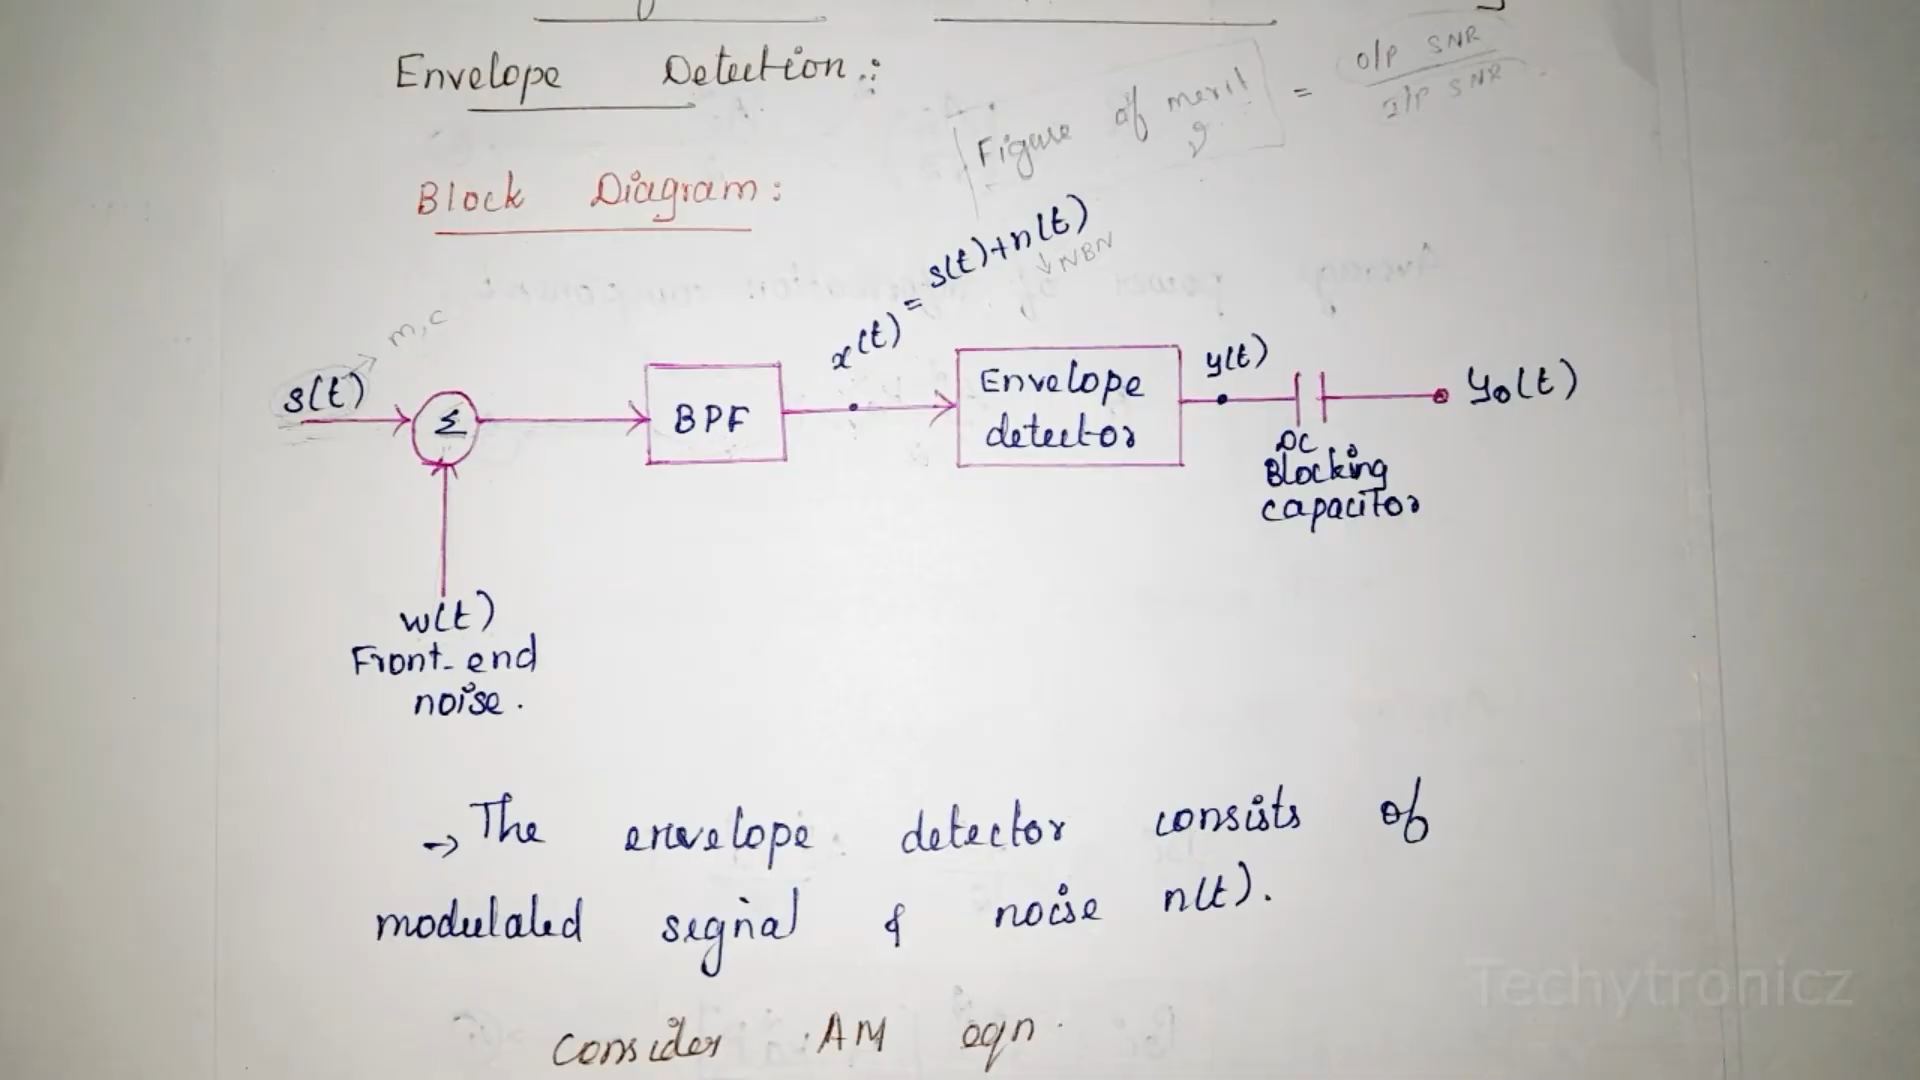 Envelope Detection :
Figure of merit = O/P SNR
I/P SNR
Block Diagram :
x(t) = s(t)+n(t)
↓NBN
m,c
s(t)
Σ
BPF
Envelope
detector
y(t)
yo(t)
DC
Blocking
capacitor
w(t)
Front-end
noise.
→ The envelope detector consists of
modulated signal & noise n(t).
Consider AM eqn
Techytronicz